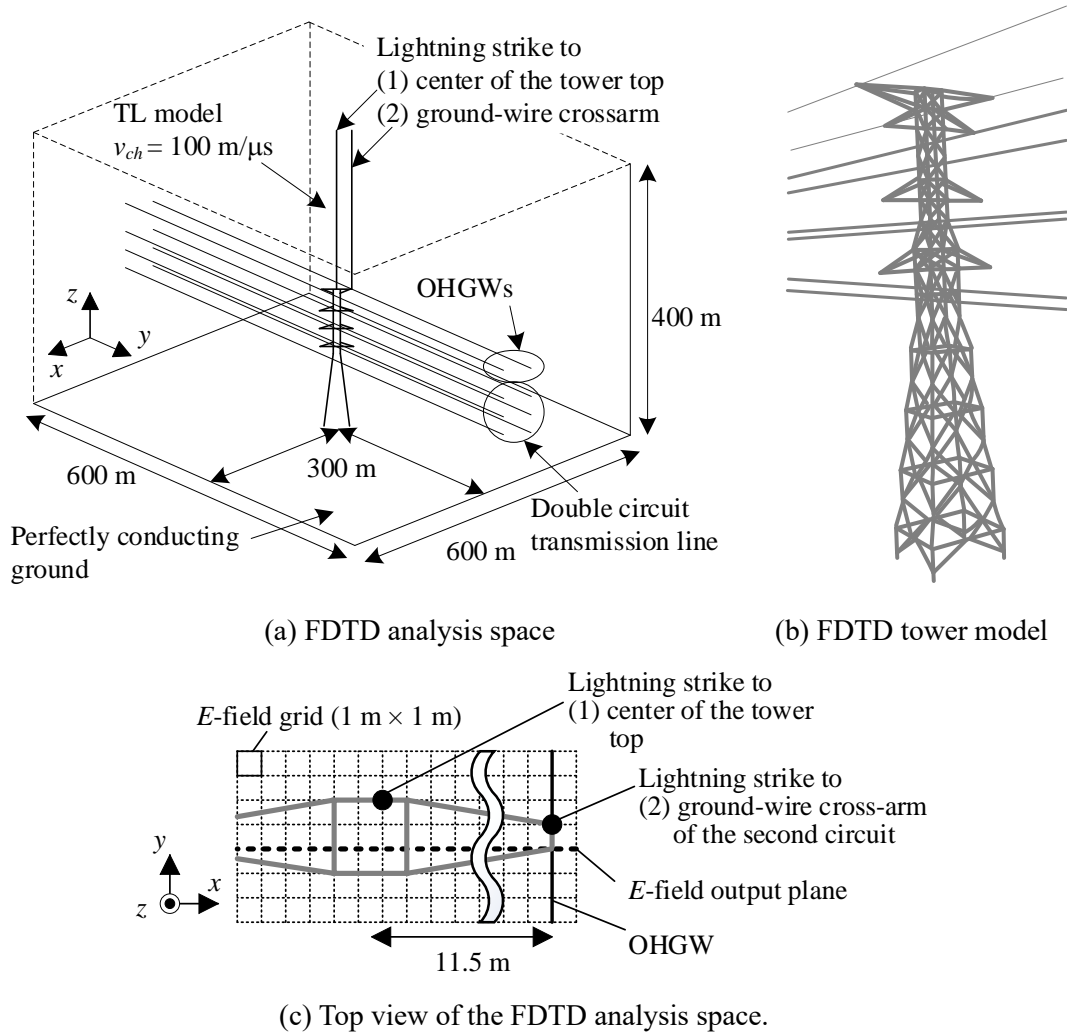 Lightning strike to
(1) center of the tower top
(2) ground-wire crossarm
TL model
v_ch = 100 m/μs
OHGWs
z
y
x
400 m
600 m
300 m
600 m
Double circuit
transmission line
Perfectly conducting
ground
(a) FDTD analysis space
(b) FDTD tower model
Lightning strike to
(1) center of the tower
top
E-field grid (1 m × 1 m)
Lightning strike to
(2) ground-wire cross-arm
of the second circuit
y
x
z
E-field output plane
OHGW
11.5 m
(c) Top view of the FDTD analysis space.